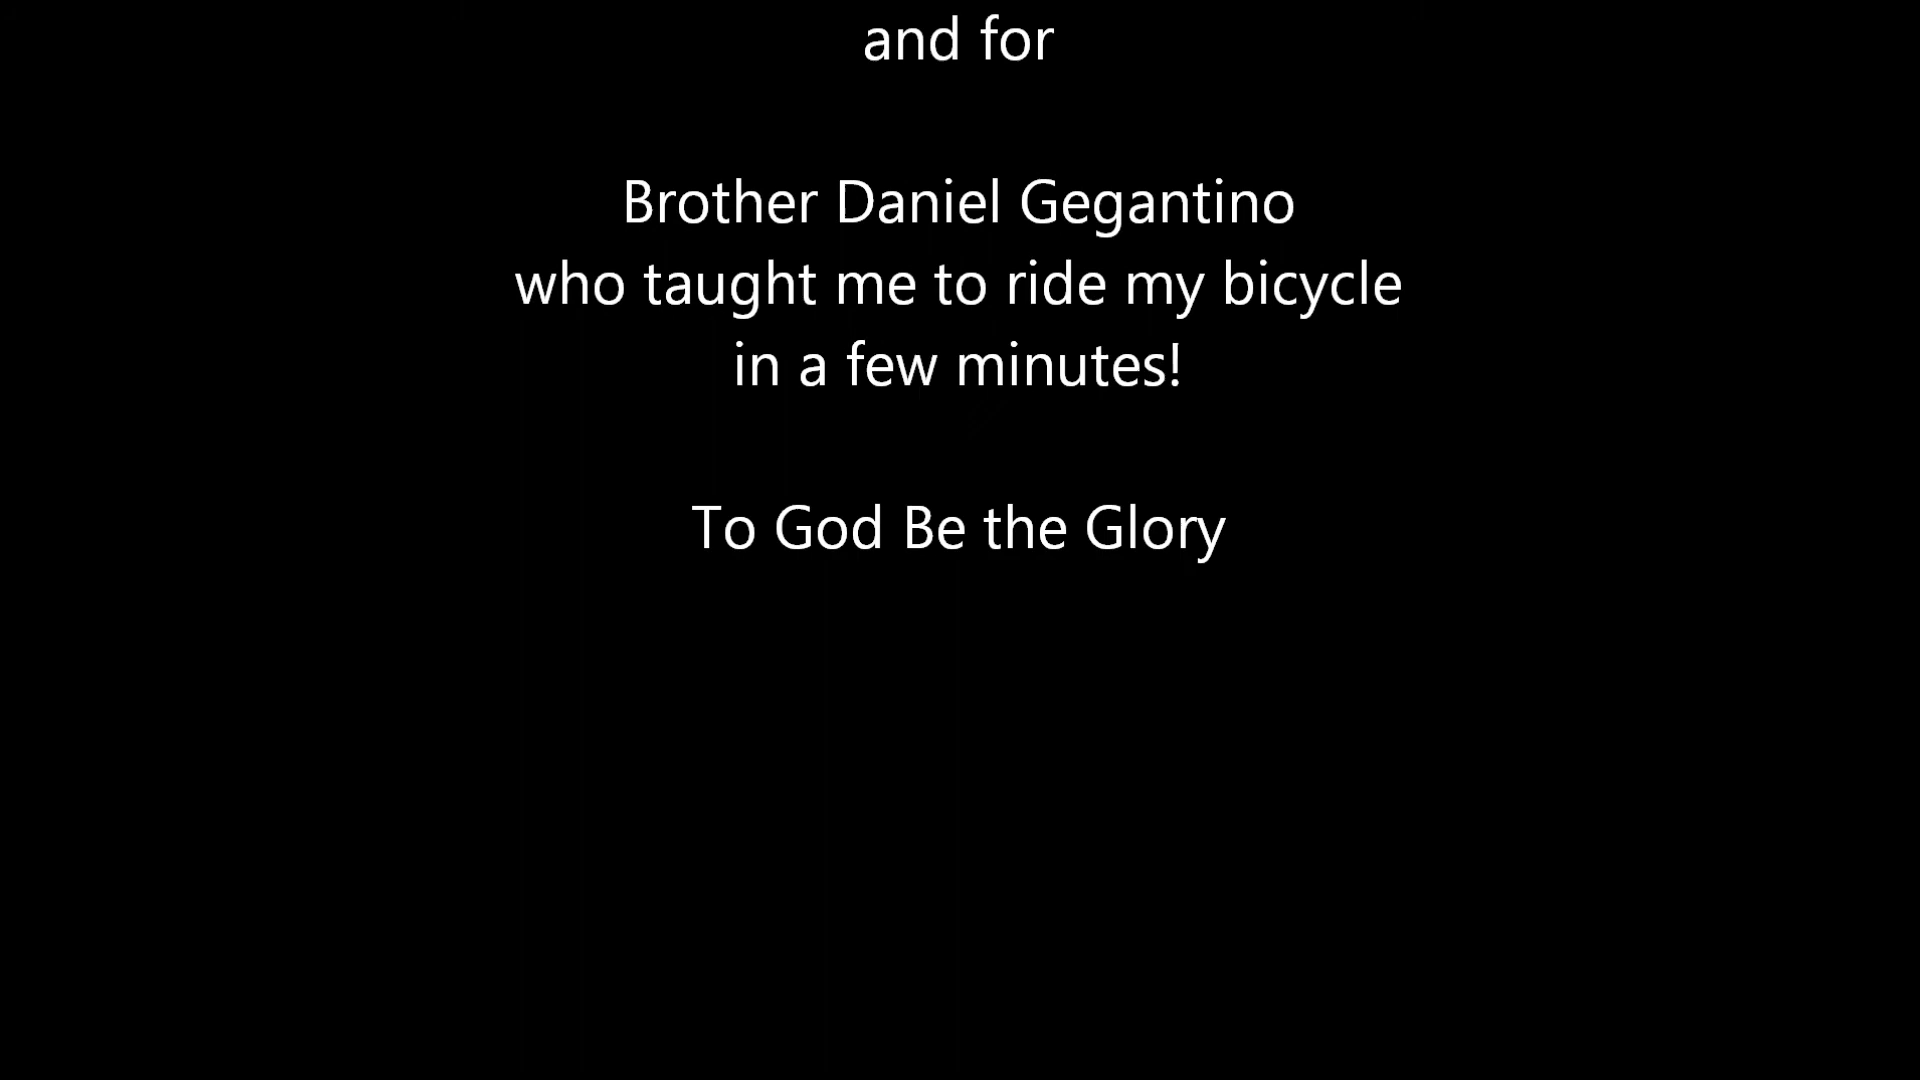 and for
Brother Daniel Gegantino
who taught me to ride my bicycle
in a few minutes!
To God Be the Glory